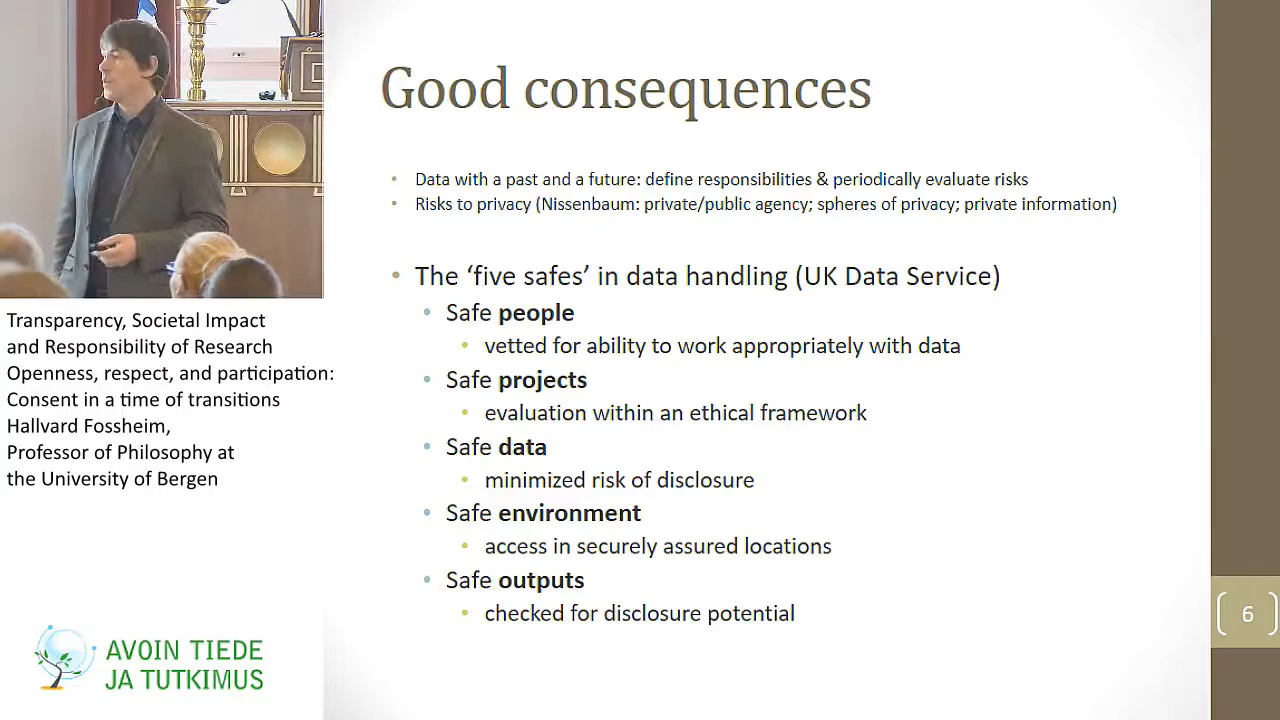 Good consequences
• Data with a past and a future: define responsibilities & periodically evaluate risks
• Risks to privacy (Nissenbaum: private/public agency; spheres of privacy; private information)
• The ‘five safes’ in data handling (UK Data Service)
• Safe people
• vetted for ability to work appropriately with data
• Safe projects
• evaluation within an ethical framework
• Safe data
• minimized risk of disclosure
• Safe environment
• access in securely assured locations
• Safe outputs
• checked for disclosure potential
6
Transparency, Societal Impact
and Responsibility of Research
Openness, respect, and participation:
Consent in a time of transitions
Hallvard Fossheim,
Professor of Philosophy at
the University of Bergen
AVOIN TIEDE
JA TUTKIMUS